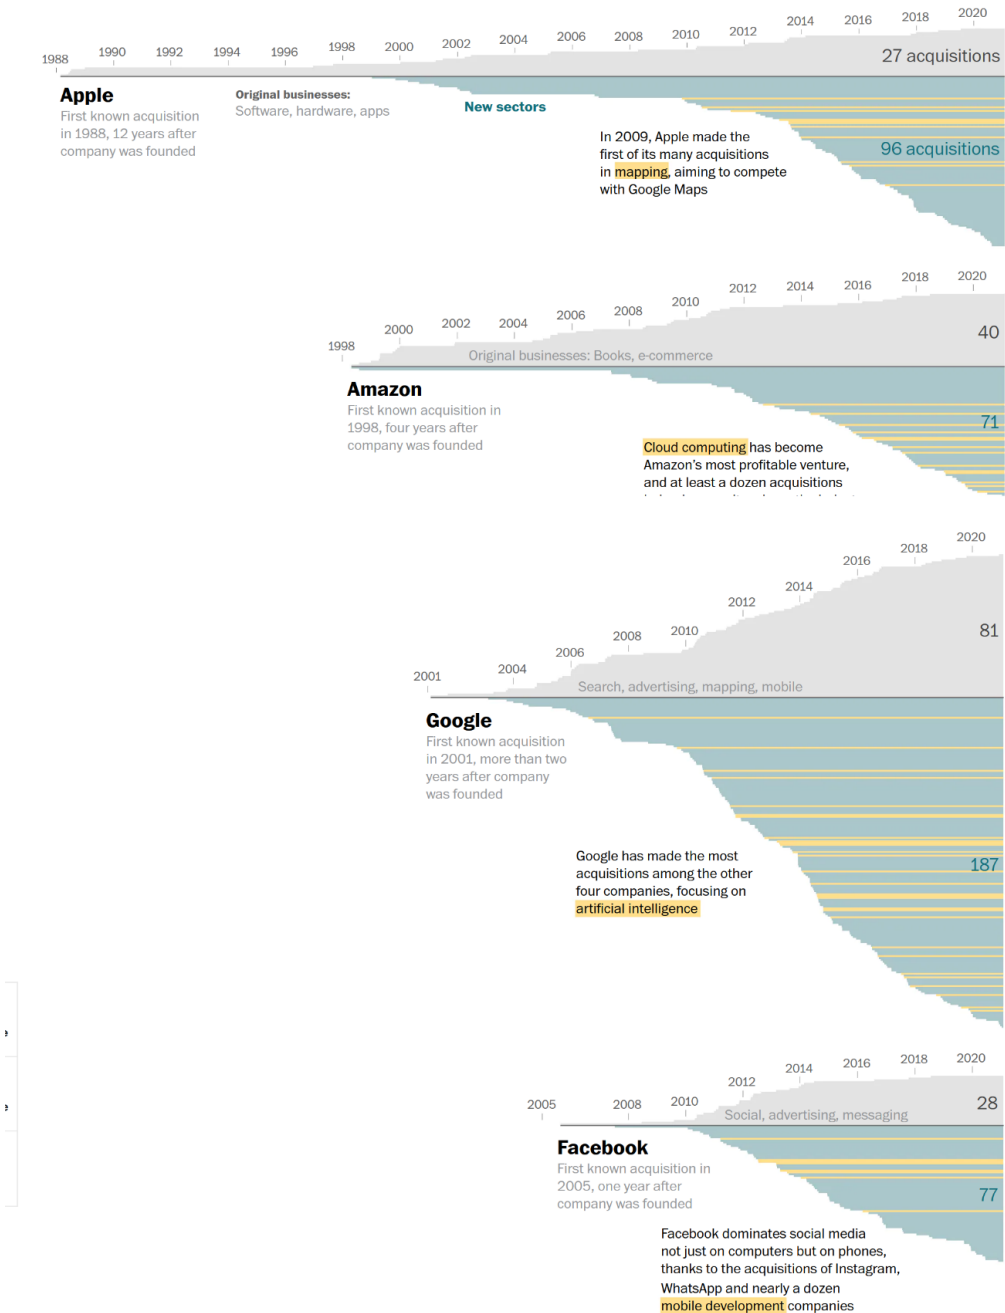 1988
1990
1992
1994
1996
1998
2000
2002
2004
2006
2008
2010
2012
2014
2016
2018
2020
27 acquisitions
Apple
First known acquisition
in 1988, 12 years after
company was founded
Original businesses:
Software, hardware, apps
New sectors
In 2009, Apple made the
first of its many acquisitions
in mapping, aiming to compete
with Google Maps
96 acquisitions
1998
2000
2002
2004
2006
2008
2010
2012
2014
2016
2018
2020
40
Original businesses: Books, e-commerce
Amazon
First known acquisition in
1998, four years after
company was founded
71
Cloud computing has become
Amazon's most profitable venture,
and at least a dozen acquisitions
2001
2004
2006
2008
2010
2012
2014
2016
2018
2020
81
Search, advertising, mapping, mobile
Google
First known acquisition
in 2001, more than two
years after company
was founded
Google has made the most
acquisitions among the other
four companies, focusing on
artificial intelligence
187
2005
2008
2010
2012
2014
2016
2018
2020
28
Social, advertising, messaging
Facebook
First known acquisition in
2005, one year after
company was founded
77
Facebook dominates social media
not just on computers but on phones,
thanks to the acquisitions of Instagram,
WhatsApp and nearly a dozen
mobile development companies